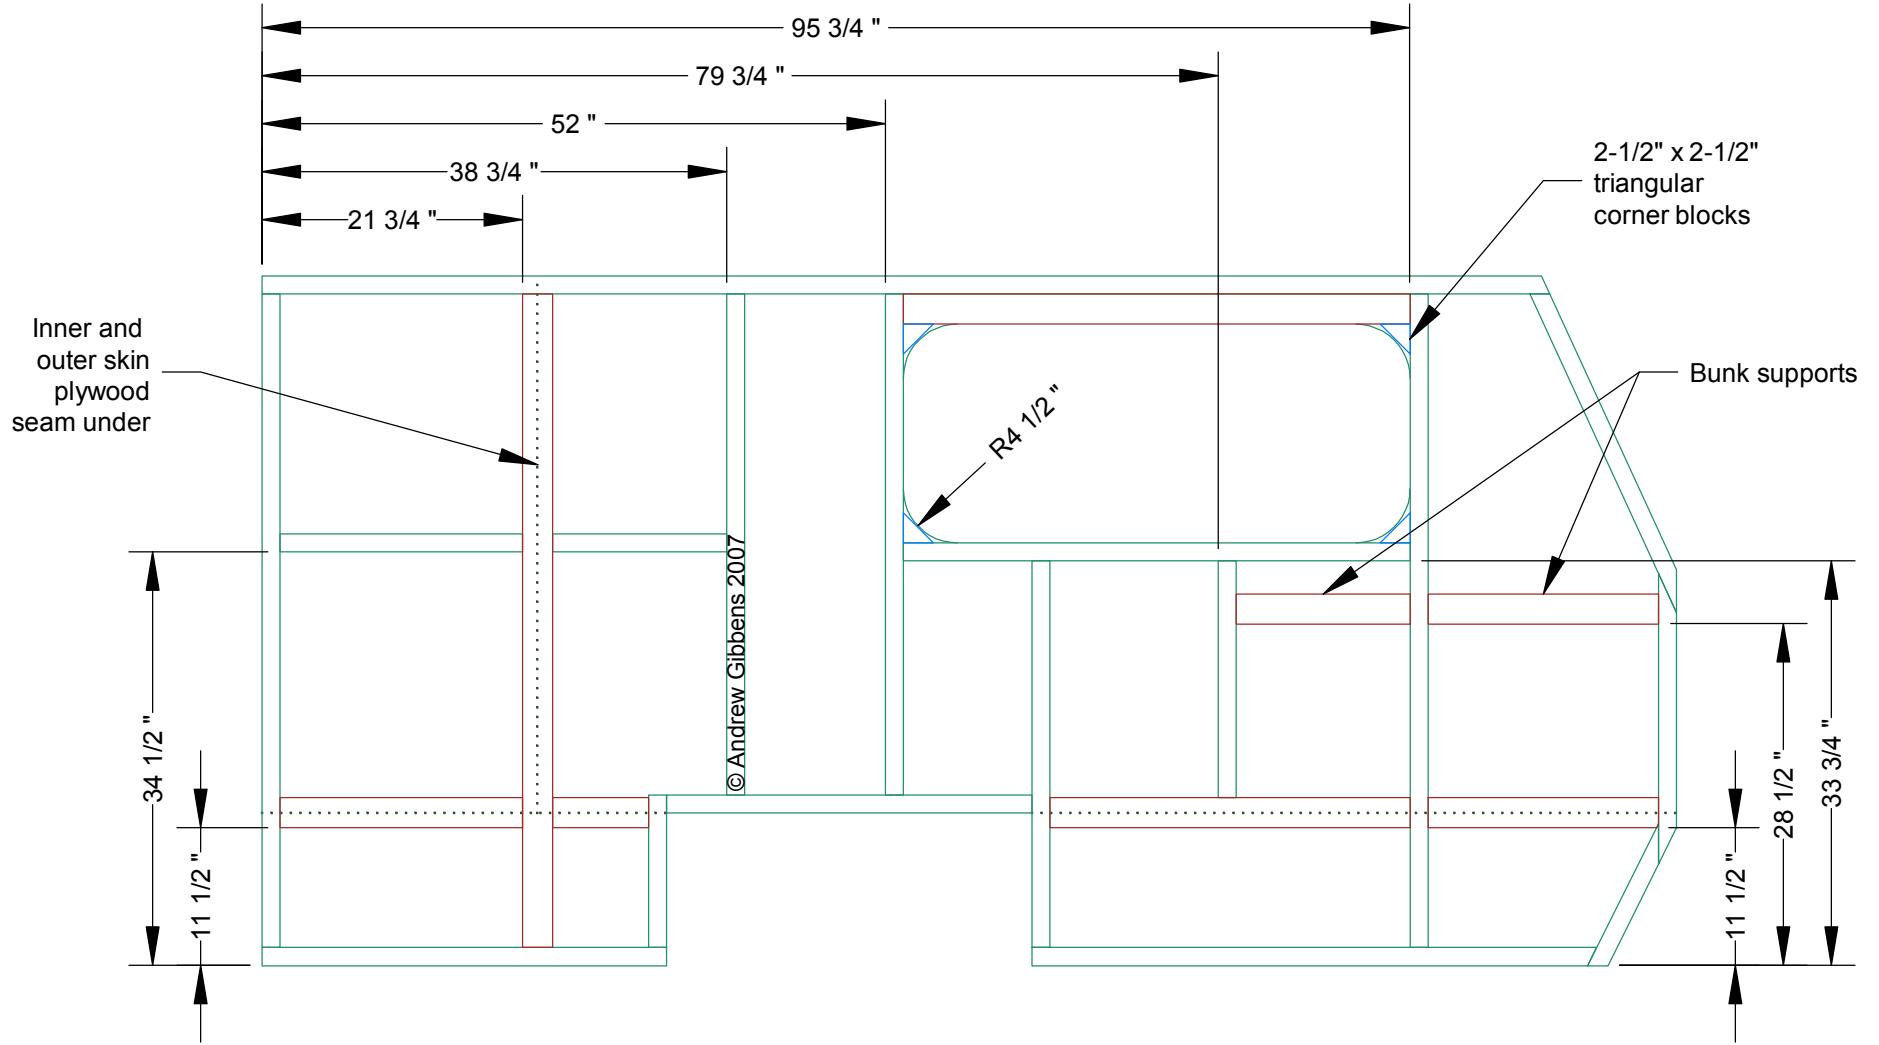 95 3/4 "
79 3/4 "
52 "
38 3/4 "
21 3/4 "
2-1/2" x 2-1/2"
triangular
corner blocks
Inner and
outer skin
plywood
seam under
Bunk supports
R4 1/2"
© Andrew Gibbens 2007
34 1/2 "
11 1/2 "
11 1/2 "
28 1/2 "
33 3/4 "